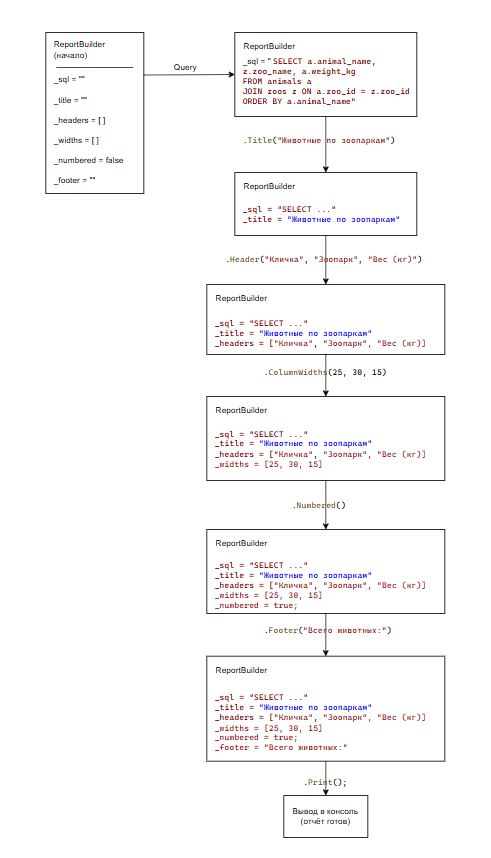 ReportBuilder
(начало)
_sql = ""
_title = ""
_headers = [ ]
_widths = [ ]
_numbered = false
_footer = ""
Query
ReportBuilder
_sql = "SELECT a.animal_name,
z.zoo_name, a.weight_kg
FROM animals a
JOIN zoos z ON a.zoo_id = z.zoo_id
ORDER BY a.animal_name"
.Title("Животные по зоопаркам")
ReportBuilder
_sql = "SELECT ..."
_title = "Животные по зоопаркам"
.Header("Кличка", "Зоопарк", "Вес (кг)")
ReportBuilder
_sql = "SELECT ..."
_title = "Животные по зоопаркам"
_headers = ["Кличка", "Зоопарк", "Вес (кг)]
.ColumnWidths(25, 30, 15)
ReportBuilder
_sql = "SELECT ..."
_title = "Животные по зоопаркам"
_headers = ["Кличка", "Зоопарк", "Вес (кг)]
_widths = [25, 30, 15]
.Numbered()
ReportBuilder
_sql = "SELECT ..."
_title = "Животные по зоопаркам"
_headers = ["Кличка", "Зоопарк", "Вес (кг)]
_widths = [25, 30, 15]
_numbered = true;
.Footer("Всего животных:")
ReportBuilder
_sql = "SELECT ..."
_title = "Животные по зоопаркам"
_headers = ["Кличка", "Зоопарк", "Вес (кг)]
_widths = [25, 30, 15]
_numbered = true;
_footer = "Всего животных:"
.Print();
Вывод в консоль
(отчёт готов)